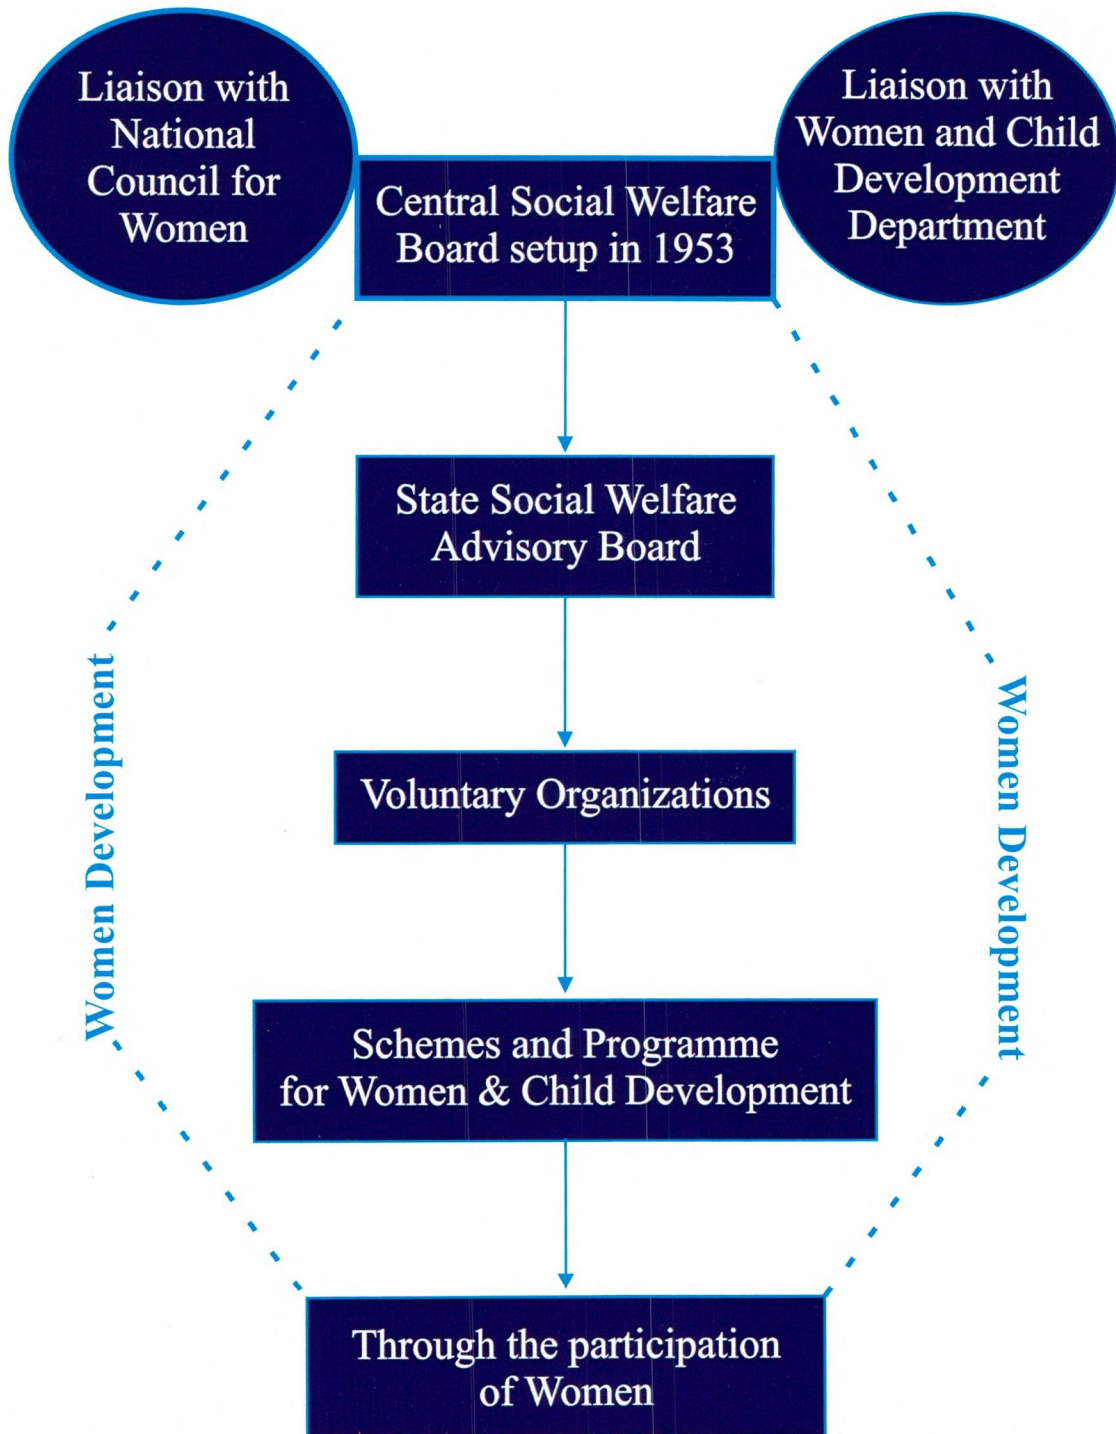 Liaison with
National
Council for
Women
Liaison with
Women and Child
Development
Department
Central Social Welfare
Board setup in 1953
State Social Welfare
Advisory Board
Women Development
Women Development
Voluntary Organizations
Schemes and Programme
for Women & Child Development
Through the participation
of Women